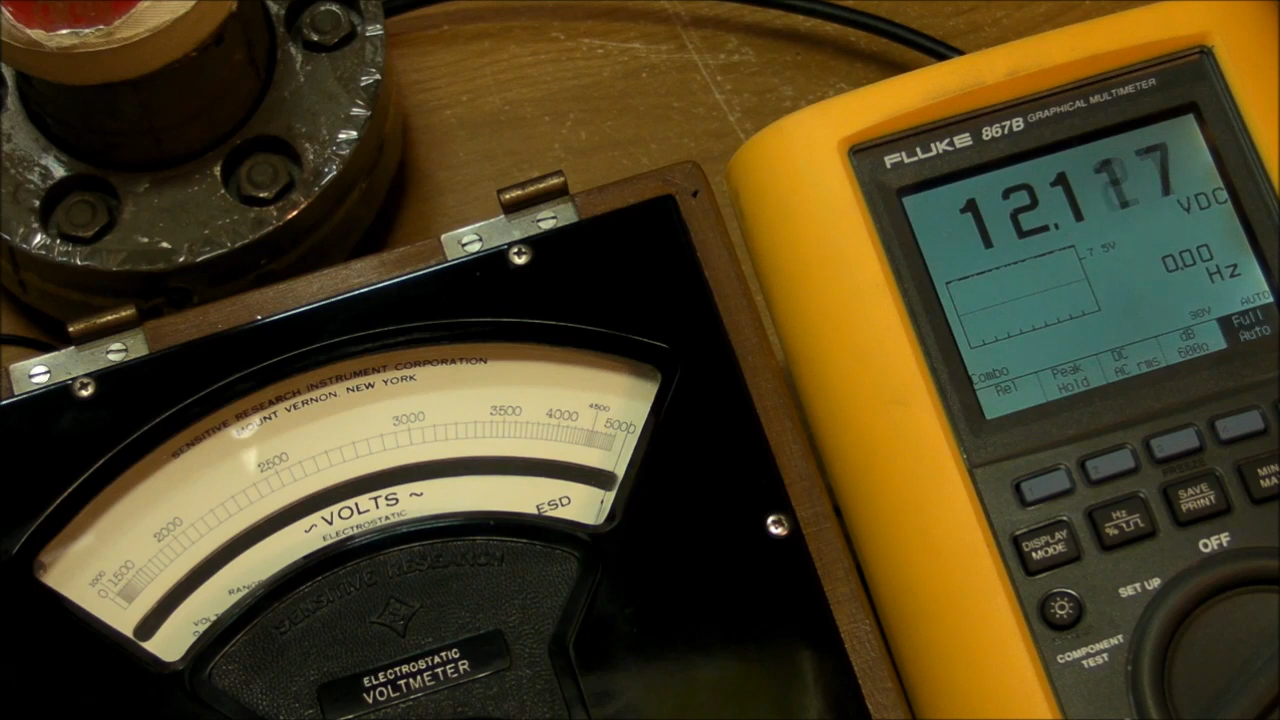 SENSITIVE RESEARCH INSTRUMENT CORPORATION
MOUNT VERNON, NEW YORK
0 1000 1500 2000 2500 3000 3500 4000 4500 5000
~ VOLTS ~
ELECTROSTATIC
ESD
SENSITIVE RESEARCH
ELECTROSTATIC
VOLTMETER
FLUKE 867B GRAPHICAL MULTIMETER
VDC
7.5V
0.00
Hz
30V AUTO
Combo
Rel
Peak
Hold
DC
AC rms
dB
600Ω
Full
Auto
DISPLAY
MODE
Hz
%
SAVE
PRINT
OFF
SET UP
COMPONENT
TEST